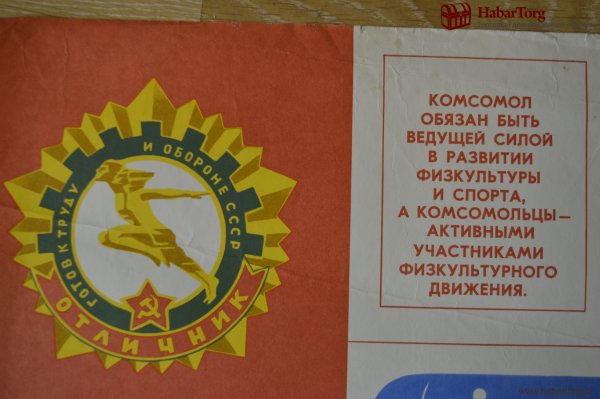 HabarTorg
ГОТОВ К ТРУДУ
И ОБОРОНЕ СССР
ОТЛИЧНИК
КОМСОМОЛ
ОБЯЗАН БЫТЬ
ВЕДУЩЕЙ СИЛОЙ
В РАЗВИТИИ
ФИЗКУЛЬТУРЫ
И СПОРТА,
А КОМСОМОЛЬЦЫ —
АКТИВНЫМИ
УЧАСТНИКАМИ
ФИЗКУЛЬТУРНОГО
ДВИЖЕНИЯ.